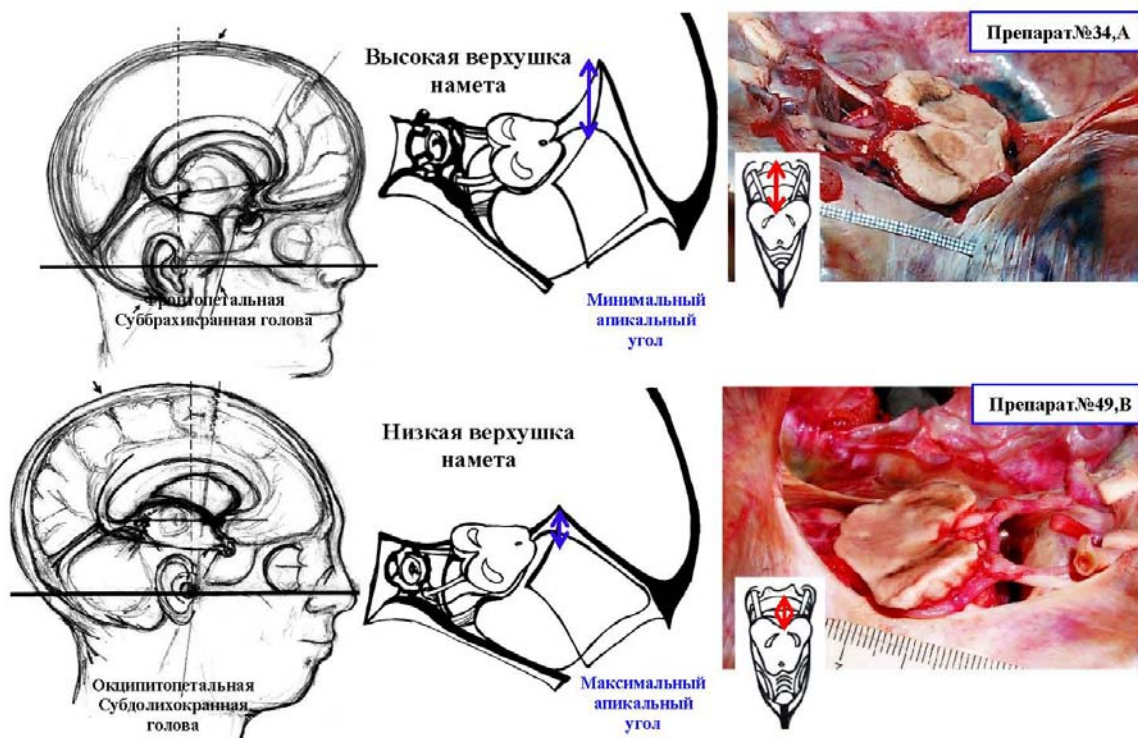 Высокая верхушка
намета
Препарат№34,А
Фронтопетальная
Суббрахикранная голова
Минимальный
апикальный
угол
Низкая верхушка
намета
Препарат№49,В
Окципитопетальная
Субдолихокранная
голова
Максимальный
апикальный
угол